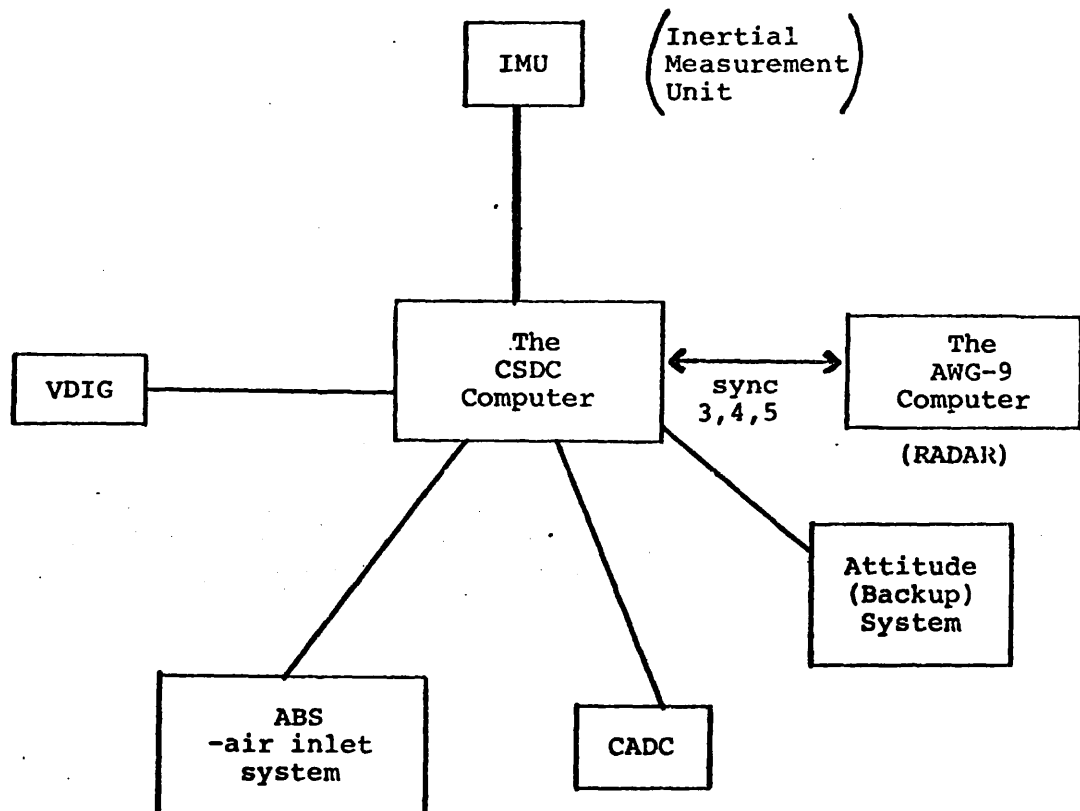 IMU
(Inertial
Measurement
Unit)
The
CSDC
Computer
VDIG
sync
3,4,5
The
AWG-9
Computer
(RADAR)
Attitude
(Backup)
System
ABS
-air inlet
system
CADC